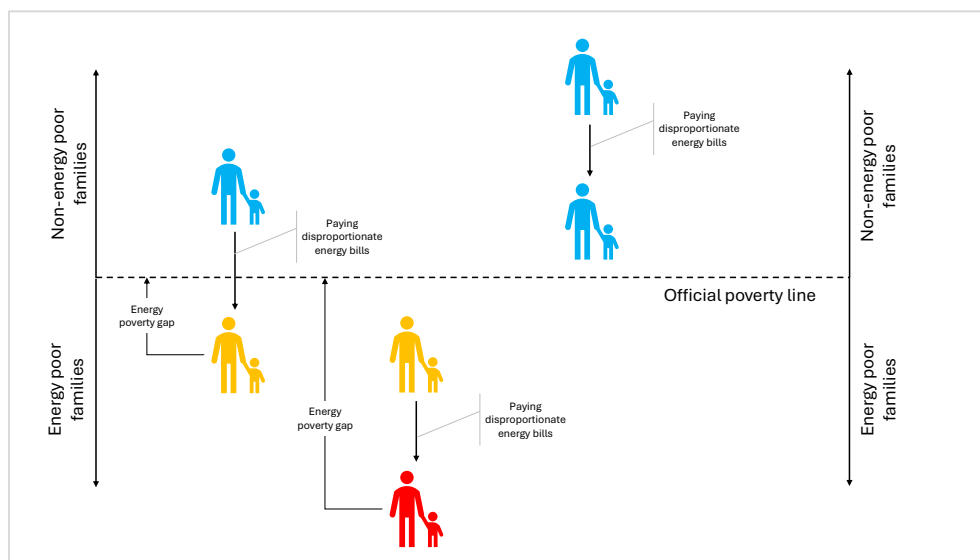 Non-energy poor
families
Energy poor
families
Paying
disproportionate
energy bills
Paying
disproportionate
energy bills
Official poverty line
Energy
poverty gap
Energy
poverty gap
Paying
disproportionate
energy bills
Non-energy poor
families
Energy poor
families